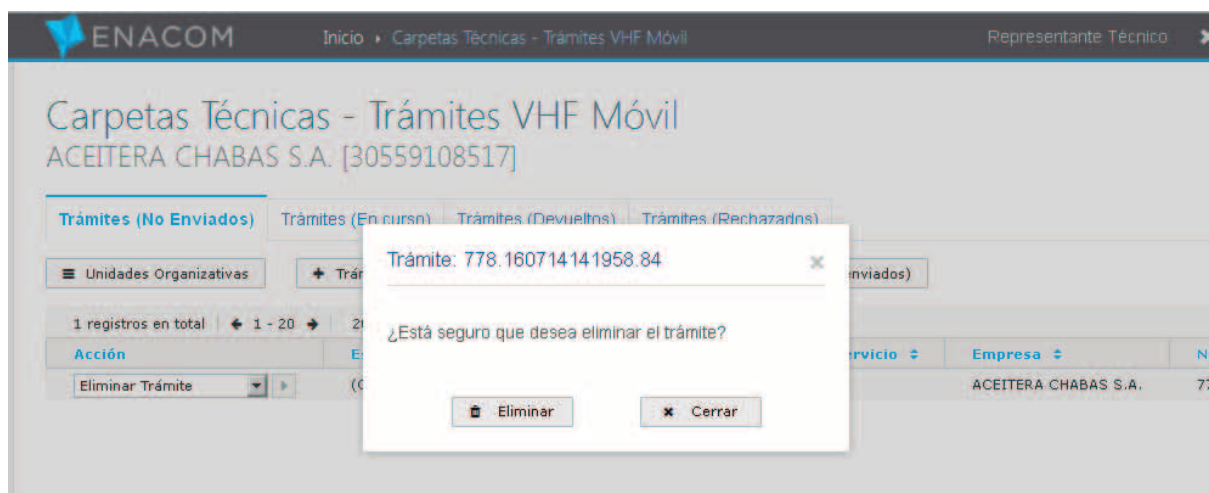 ENACOM Inicio Carpetas Técnicas - Trámites VHF Móvil Representante Técnico
Carpetas Técnicas - Trámites VHF Móvil
ACEITERA CHABAS S.A. [30559108517]
Trámites (No Enviados) Trámites (En curso) Trámites (Devueltos) Trámites (Rechazados)
Unidades Organizativas
Trámite: 778.160714141958.84
1 registros en total 1 - 20
¿Está seguro que desea eliminar el trámite?
Acción Empresa
Eliminar Trámite ACEITERA CHABAS S.A.
Eliminar Cerrar